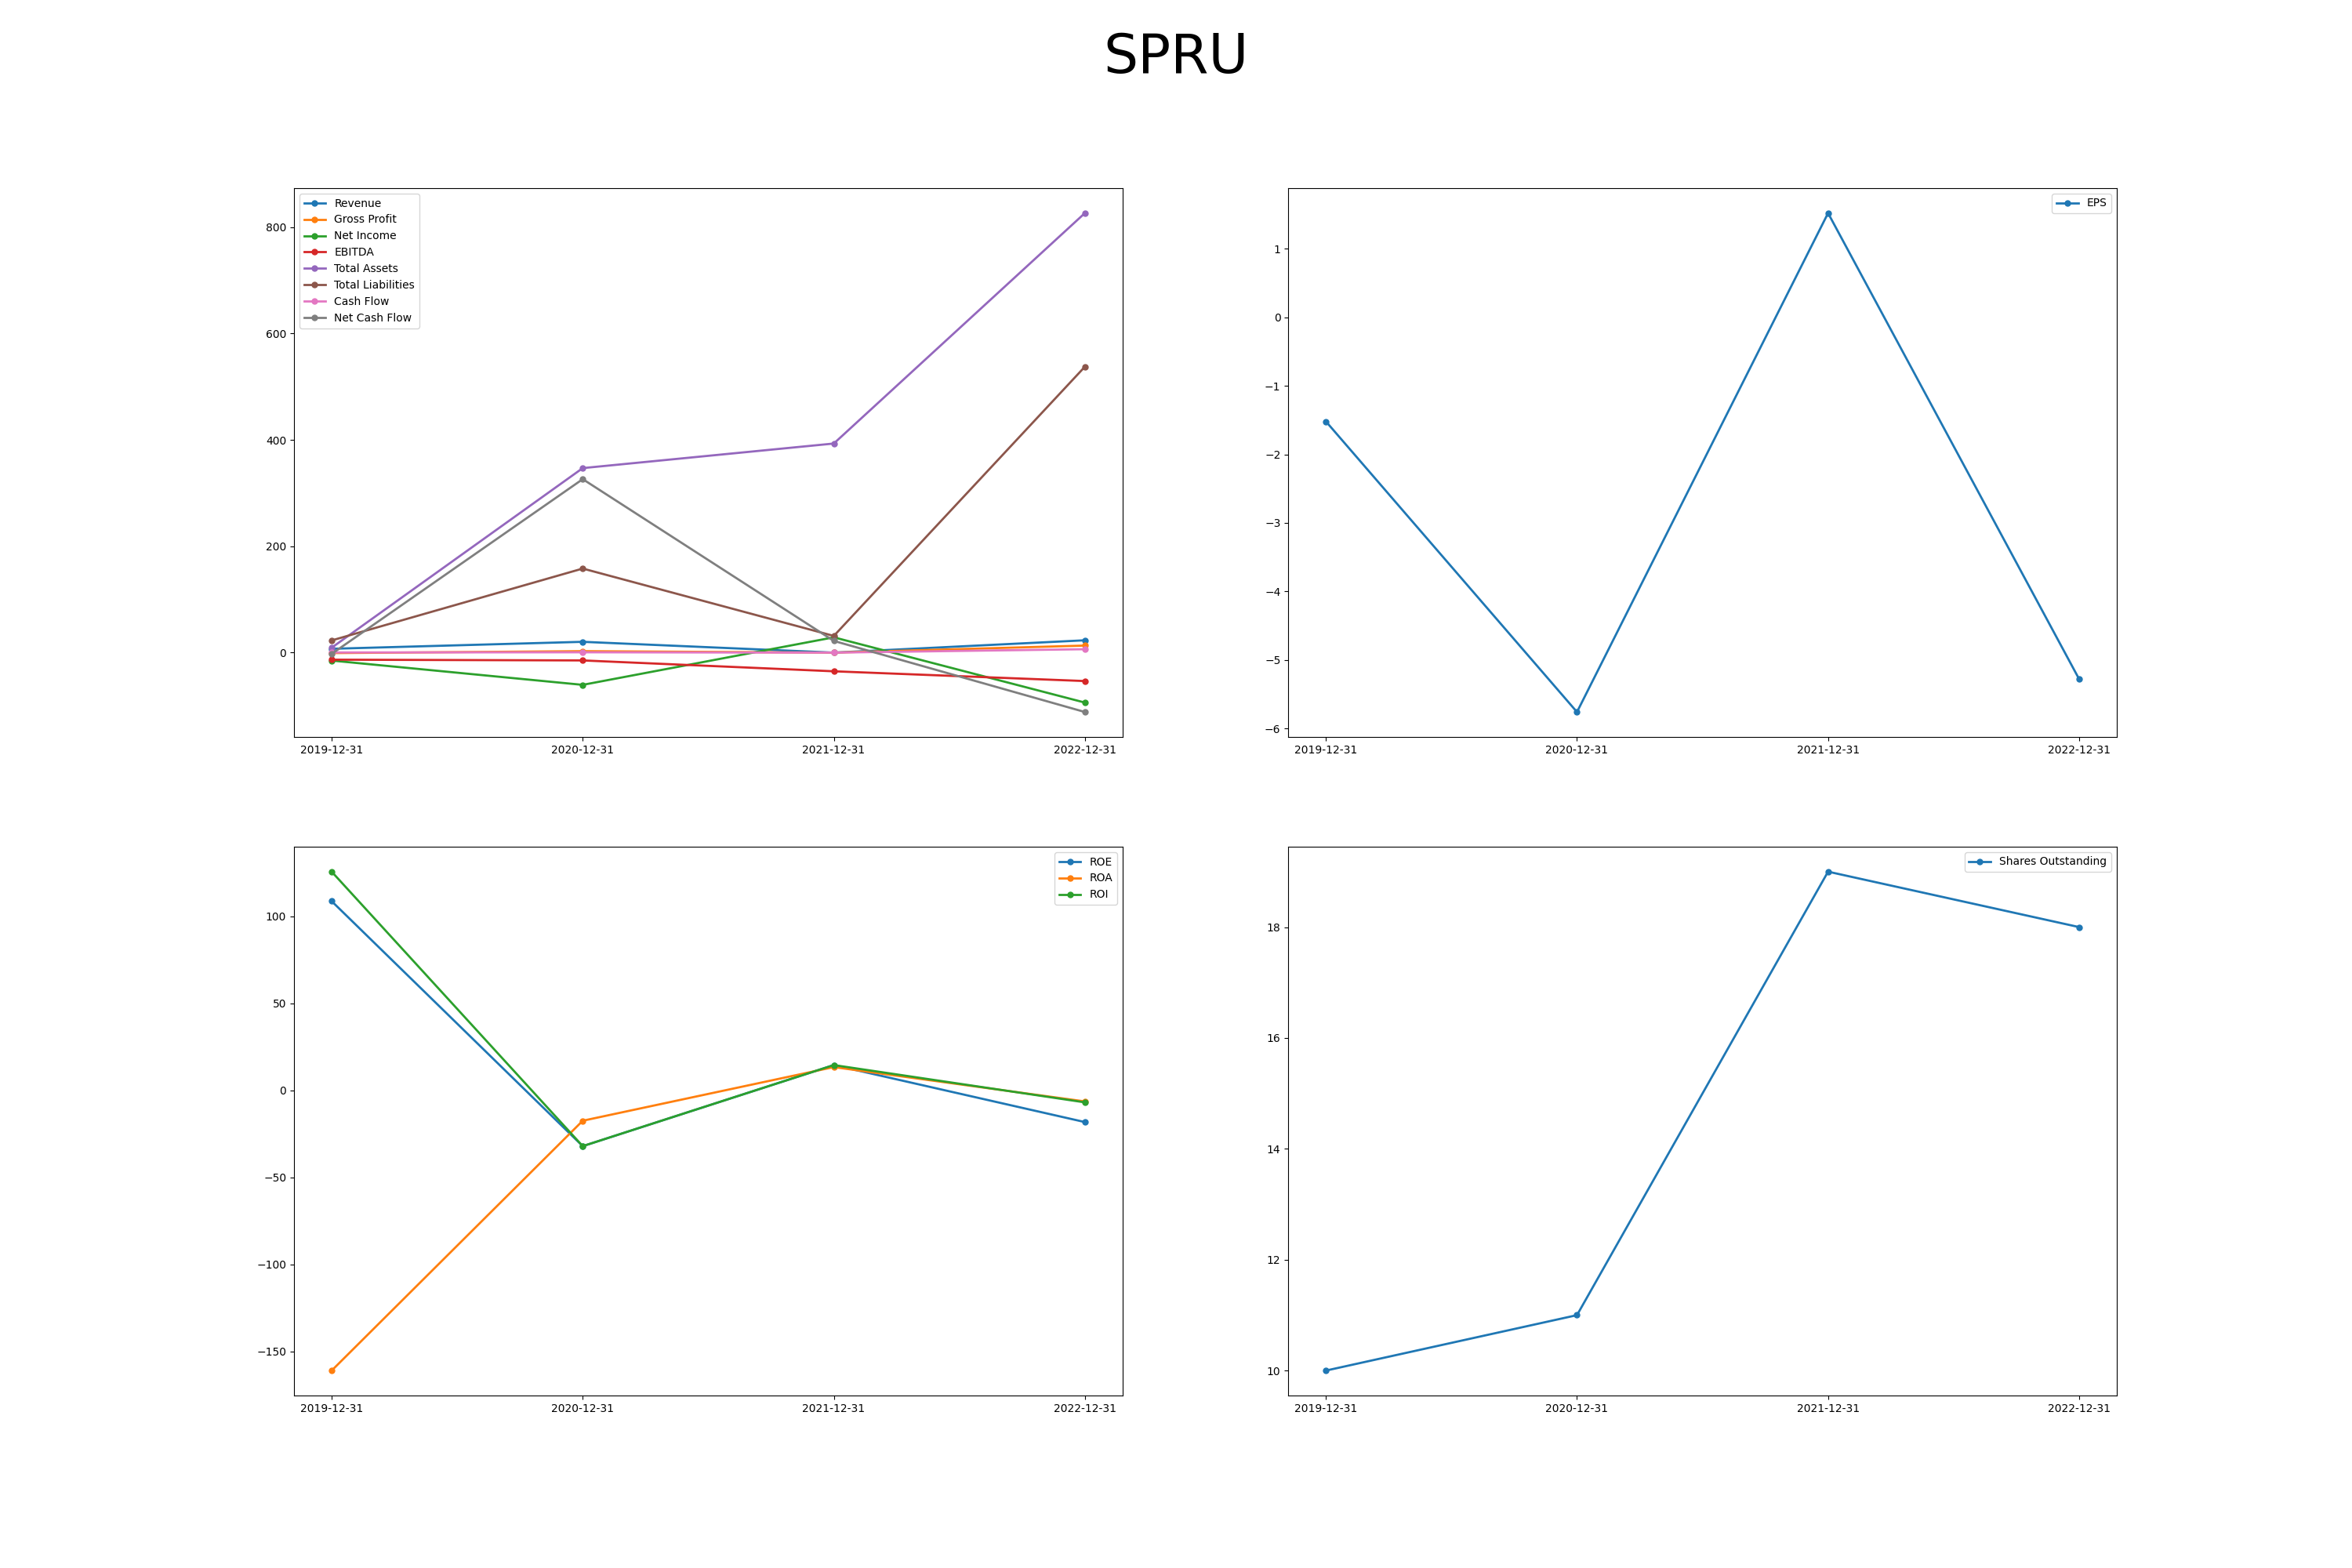 SPRU
Revenue
Gross Profit
Net Income
EBITDA
Total Assets
Total Liabilities
Cash Flow
Net Cash Flow
800
600
400
200
0
2019-12-31 2020-12-31 2021-12-31 2022-12-31
EPS
1
0
−1
−2
−3
−4
−5
−6
2019-12-31 2020-12-31 2021-12-31 2022-12-31
ROE
ROA
ROI
100
50
0
−50
−100
−150
2019-12-31 2020-12-31 2021-12-31 2022-12-31
Shares Outstanding
18
16
14
12
10
2019-12-31 2020-12-31 2021-12-31 2022-12-31